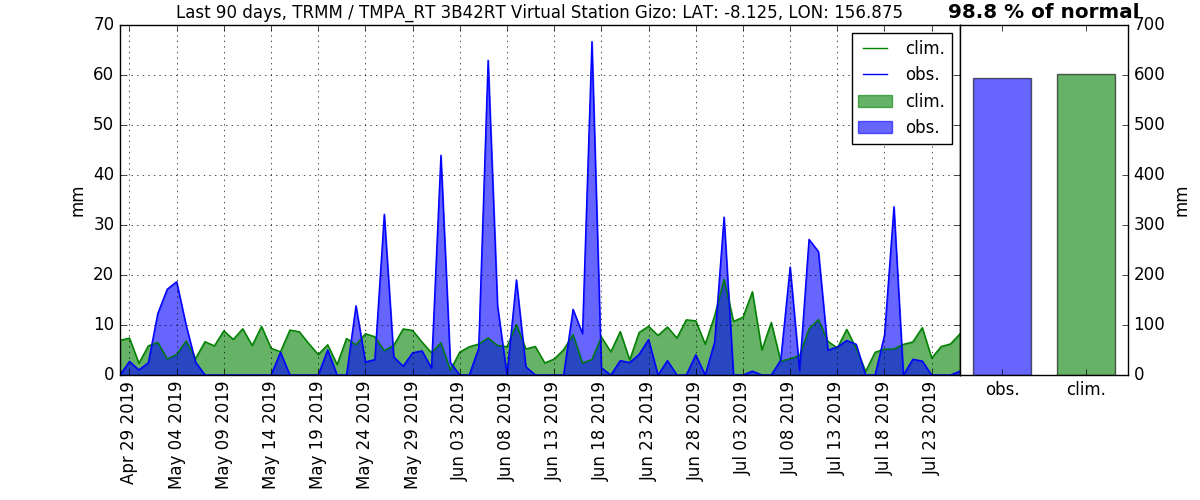 Last 90 days, TRMM / TMPA_RT 3B42RT Virtual Station Gizo: LAT: -8.125, LON: 156.875
98.8 % of normal
70
60
50
40
30
20
10
0
mm
clim.
obs.
clim.
obs.
700
600
500
400
300
200
100
0
mm
Apr 29 2019
May 04 2019
May 09 2019
May 14 2019
May 19 2019
May 24 2019
May 29 2019
Jun 03 2019
Jun 08 2019
Jun 13 2019
Jun 18 2019
Jun 23 2019
Jun 28 2019
Jul 03 2019
Jul 08 2019
Jul 13 2019
Jul 18 2019
Jul 23 2019
obs.
clim.